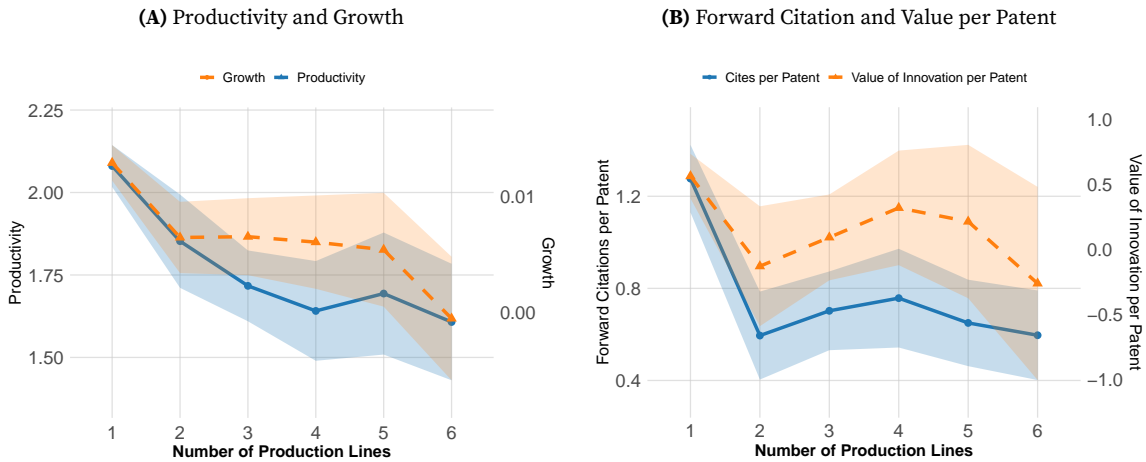 (A) Productivity and Growth
Growth Productivity
2.25
2.00
1.75
1.50
Productivity
0.01
0.00
Growth
1 2 3 4 5 6
Number of Production Lines
(B) Forward Citation and Value per Patent
Cites per Patent Value of Innovation per Patent
1.2
0.8
0.4
Forward Citations per Patent
1.0
0.5
0.0
−0.5
−1.0
Value of Innovation per Patent
1 2 3 4 5 6
Number of Production Lines